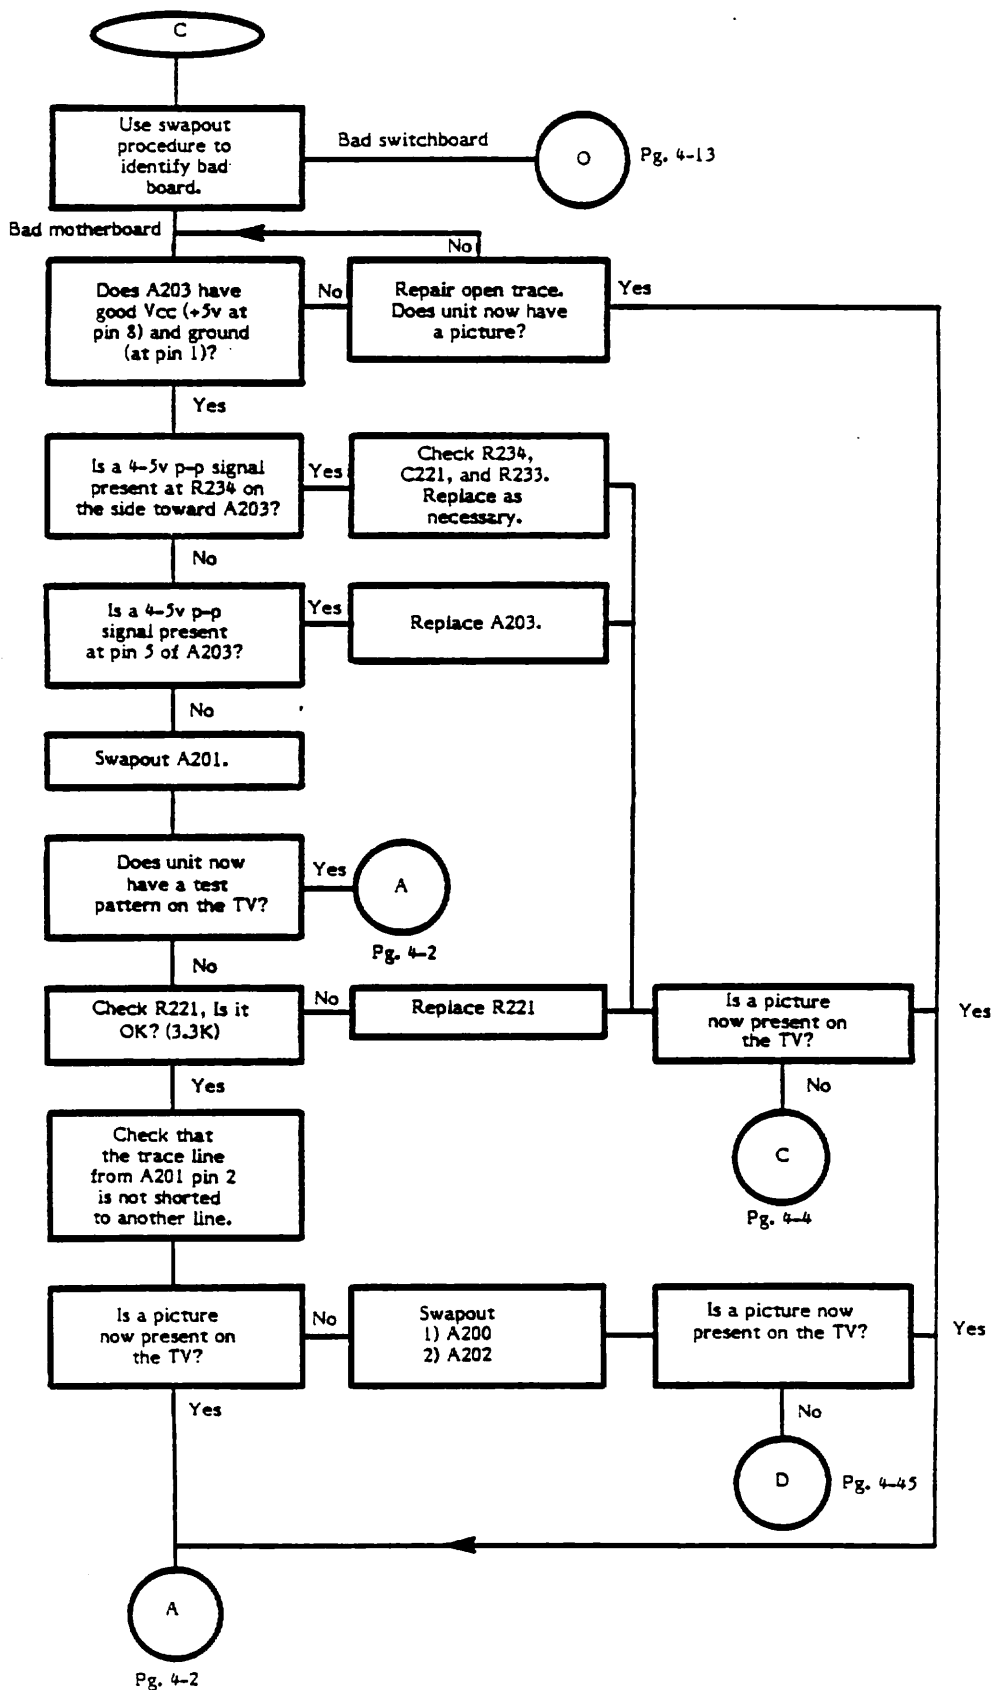 C
Use swapout
procedure to
identify bad
board.
Bad switchboard
O
Pg. 4-13
Bad motherboard
No
Does A203 have
good Vcc (+5v at
pin 8) and ground
(at pin 1)?
No
Repair open trace.
Does unit now have
a picture?
Yes
Yes
Is a 4-5v p-p signal
present at R234 on
the side toward A203?
Yes
Check R234,
C221, and R233.
Replace as
necessary.
No
Is a 4-5v p-p
signal present
at pin 5 of A203?
Yes
Replace A203.
No
Swapout A201.
Does unit now
have a test
pattern on the TV?
Yes
A
Pg. 4-2
No
Check R221, Is it
OK? (3.3K)
No
Replace R221
Is a picture
now present on
the TV?
Yes
No
C
Pg. 4-4
Yes
Check that
the trace line
from A201 pin 2
is not shorted
to another line.
Is a picture
now present on
the TV?
No
Swapout
1) A200
2) A202
Is a picture now
present on the TV?
Yes
No
D
Pg. 4-45
Yes
A
Pg. 4-2